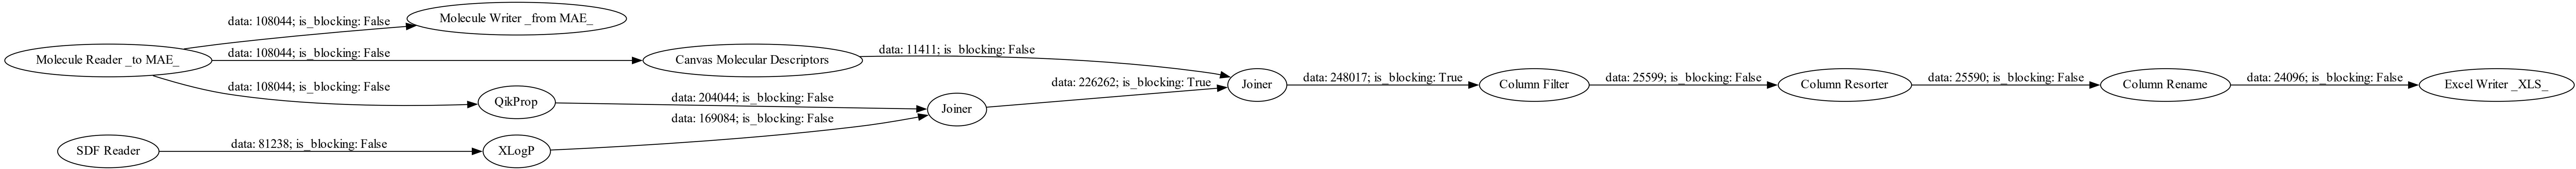 data: 108044; is_blocking: False
Molecule Writer _from MAE_
Molecule Reader _to MAE_
data: 108044; is_blocking: False
Canvas Molecular Descriptors
data: 11411; is_blocking: False
data: 108044; is_blocking: False
QikProp
data: 204044; is_blocking: False
Joiner
data: 226262; is_blocking: True
Joiner
data: 248017; is_blocking: True
Column Filter
data: 25599; is_blocking: False
Column Resorter
data: 25590; is_blocking: False
Column Rename
data: 24096; is_blocking: False
Excel Writer _XLS_
data: 169084; is_blocking: False
SDF Reader
data: 81238; is_blocking: False
XLogP